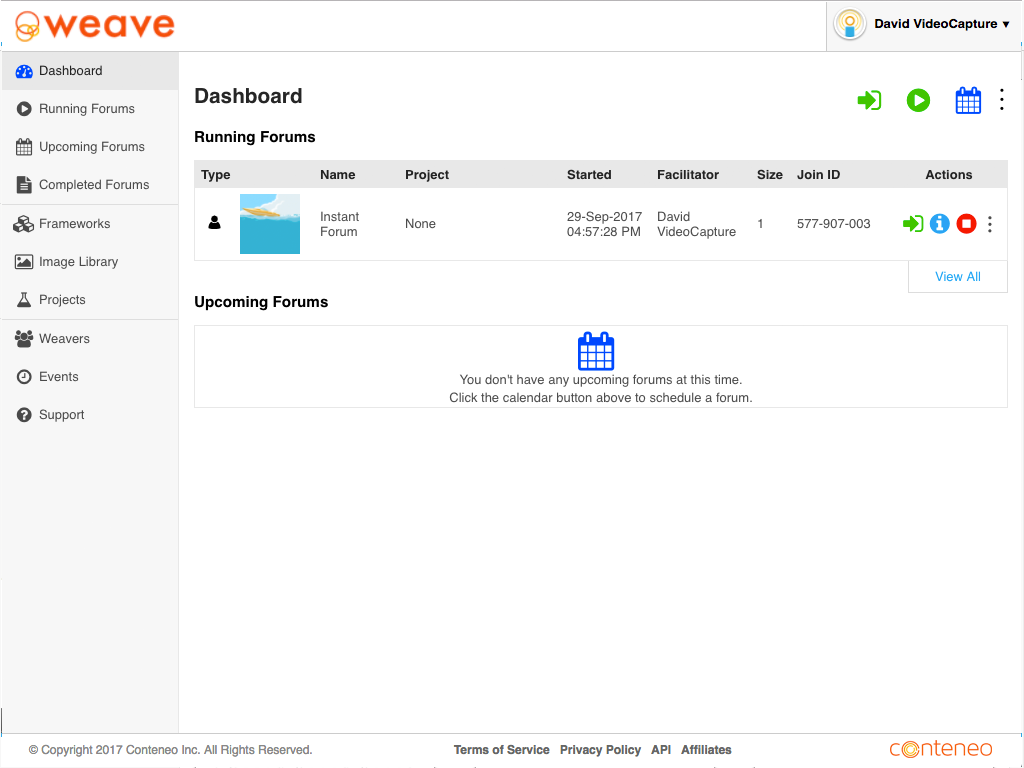 weave
David VideoCapture ▼
Dashboard
Running Forums
Upcoming Forums
Completed Forums
Frameworks
Image Library
Projects
Weavers
Events
Support
Dashboard
Running Forums
Type Name Project Started Facilitator Size Join ID Actions
Instant Forum None 29-Sep-2017 04:57:28 PM David VideoCapture 1 577-907-003
View All
Upcoming Forums
You don't have any upcoming forums at this time.
Click the calendar button above to schedule a forum.
© Copyright 2017 Conteneo Inc. All Rights Reserved.
Terms of Service Privacy Policy API Affiliates
conteneo